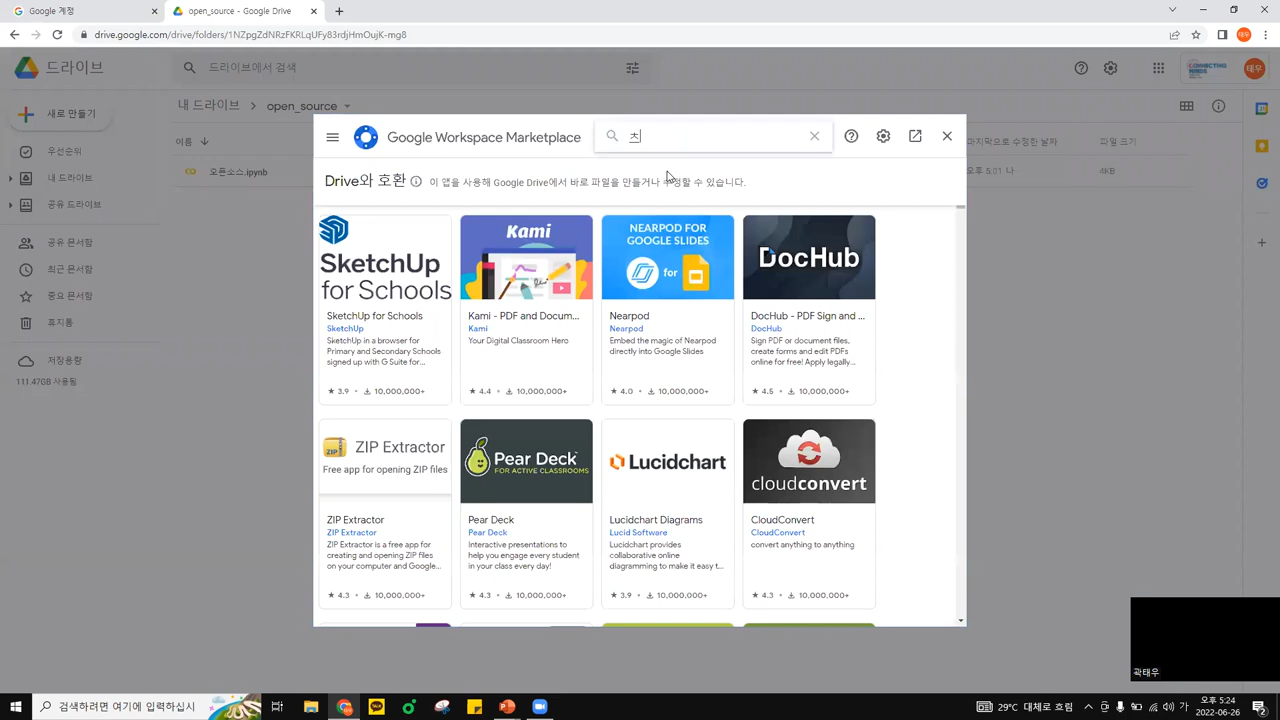 Google 계정
open_source - Google Drive
drive.google.com/drive/folders/1NZpgZdNRzFKRLqUFy83rdjHmOujK-mg8
태우
드라이브
드라이브에서 검색
CONNECTING MINDS
태우
새로 만들기
내 드라이브 > open_source
이름
마지막으로 수정한 날짜
파일 크기
오픈소스.ipynb
오후 5:01 나
4KB
우선순위
내 드라이브
공유 드라이브
공유 문서함
최근 문서함
중요 문서함
휴지통
저장용량
111.47GB 사용됨
Google Workspace Marketplace
ㅊ
Drive와 호환
이 앱을 사용해 Google Drive에서 바로 파일을 만들거나 수정할 수 있습니다.
SketchUp
for Schools
SketchUp for Schools
SketchUp
SketchUp in a browser for
Primary and Secondary Schools
signed up with G Suite for...
3.9 • 10,000,000+
Kami
Kami - PDF and Docum...
Kami
Your Digital Classroom Hero
4.4 • 10,000,000+
NEARPOD FOR
GOOGLE SLIDES
for
Nearpod
Nearpod
Embed the magic of Nearpod
directly into Google Slides
4.0 • 10,000,000+
DocHub
DocHub - PDF Sign and ...
DocHub
Sign PDF or document files,
create forms and edit PDFs
online for free! Apply legally...
4.5 • 10,000,000+
ZIP
ZIP Extractor
Free app for opening ZIP files
ZIP Extractor
ZIP Extractor
ZIP Extractor is a free app for
creating and opening ZIP files
on your computer and Google...
4.3 • 10,000,000+
Pear Deck
FOR ACTIVE CLASSROOMS
Pear Deck
Pear Deck
Interactive presentations to
help you engage every student
in your class every day!
4.3 • 10,000,000+
Lucidchart
Lucidchart Diagrams
Lucid Software
Lucidchart provides
collaborative online
diagramming to make it easy t...
3.9 • 10,000,000+
cloudconvert
CloudConvert
CloudConvert
convert anything to anything
4.3 • 10,000,000+
곽태우
검색하려면 여기에 입력하십시
TALK
29°C 대체로 흐림
가
오후 5:24
2022-06-26
2